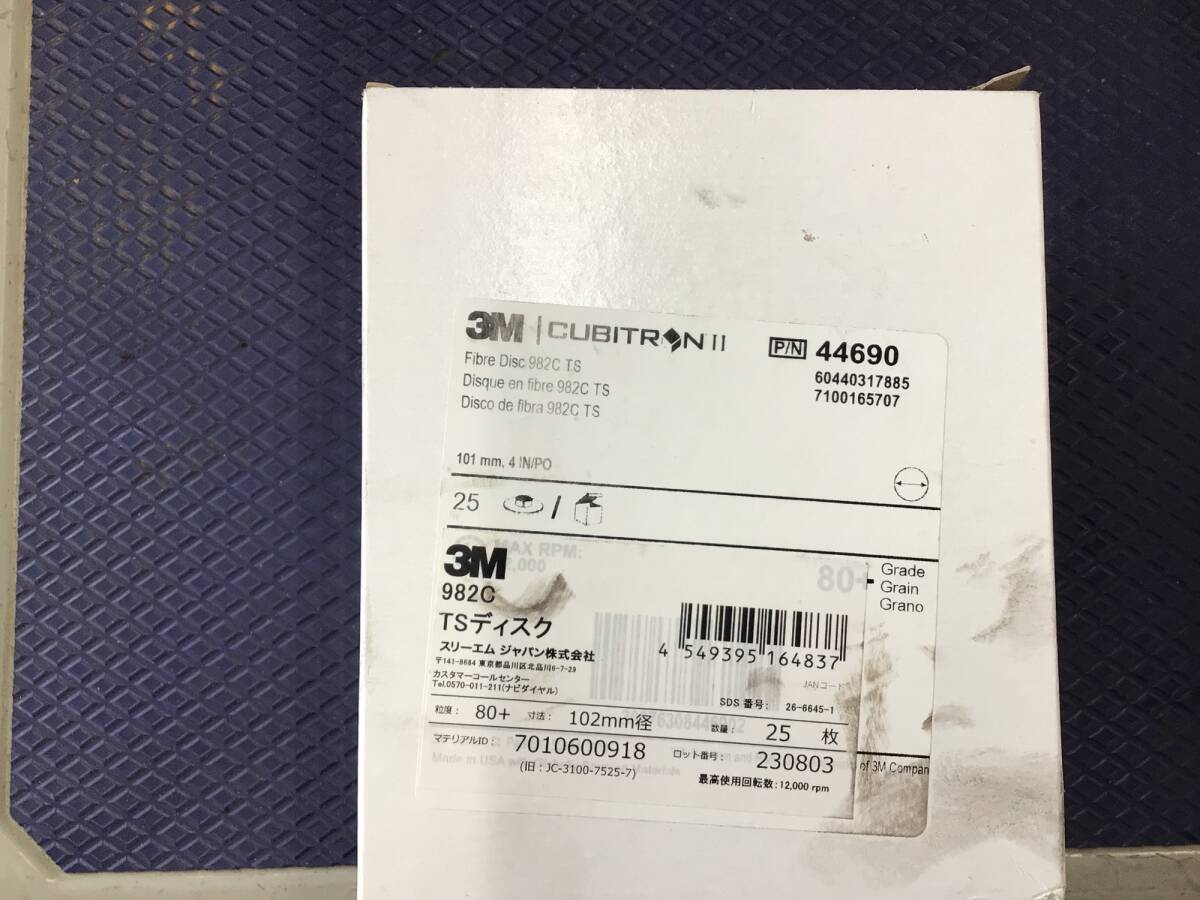 3M | CUBITRON II
P/N 44690
60440317885
7100165707
Fibre Disc 982C TS
Disque en fibre 982C TS
Disco de fibra 982C TS
101 mm, 4 IN/PO
25 /
MAX RPM:
80+
Grade
Grain
Grano
3M
982C
TSディスク
スリーエム ジャパン株式会社
〒141-8684 東京都品川区北品川6-7-29
カスタマーコールセンター
Tel.0570-011-211(ナビダイヤル)
4 549395 164837
JANコード
SDS 番号: 26-6645-1
粒度: 80+ 寸法: 102mm径 数量: 25 枚
マテリアルID: 7010600918 ロット番号: 230803
(旧:JC-3100-7525-7)
最高使用回転数:12,000 rpm
Made in USA with
Materials
of 3M Compan